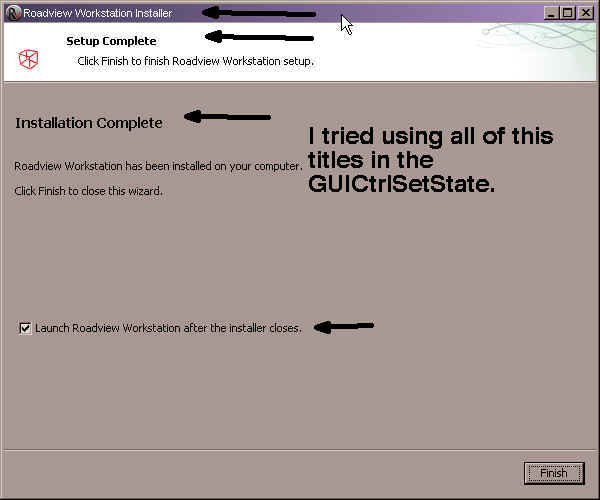 Roadview Workstation Installer
Setup Complete
Click Finish to finish Roadview Workstation setup.
Installation Complete
I tried using all of this
titles in the
GUICtrlSetState.
Roadview Workstation has been installed on your computer.
Click Finish to close this wizard.
Launch Roadview Workstation after the installer closes.
Finish